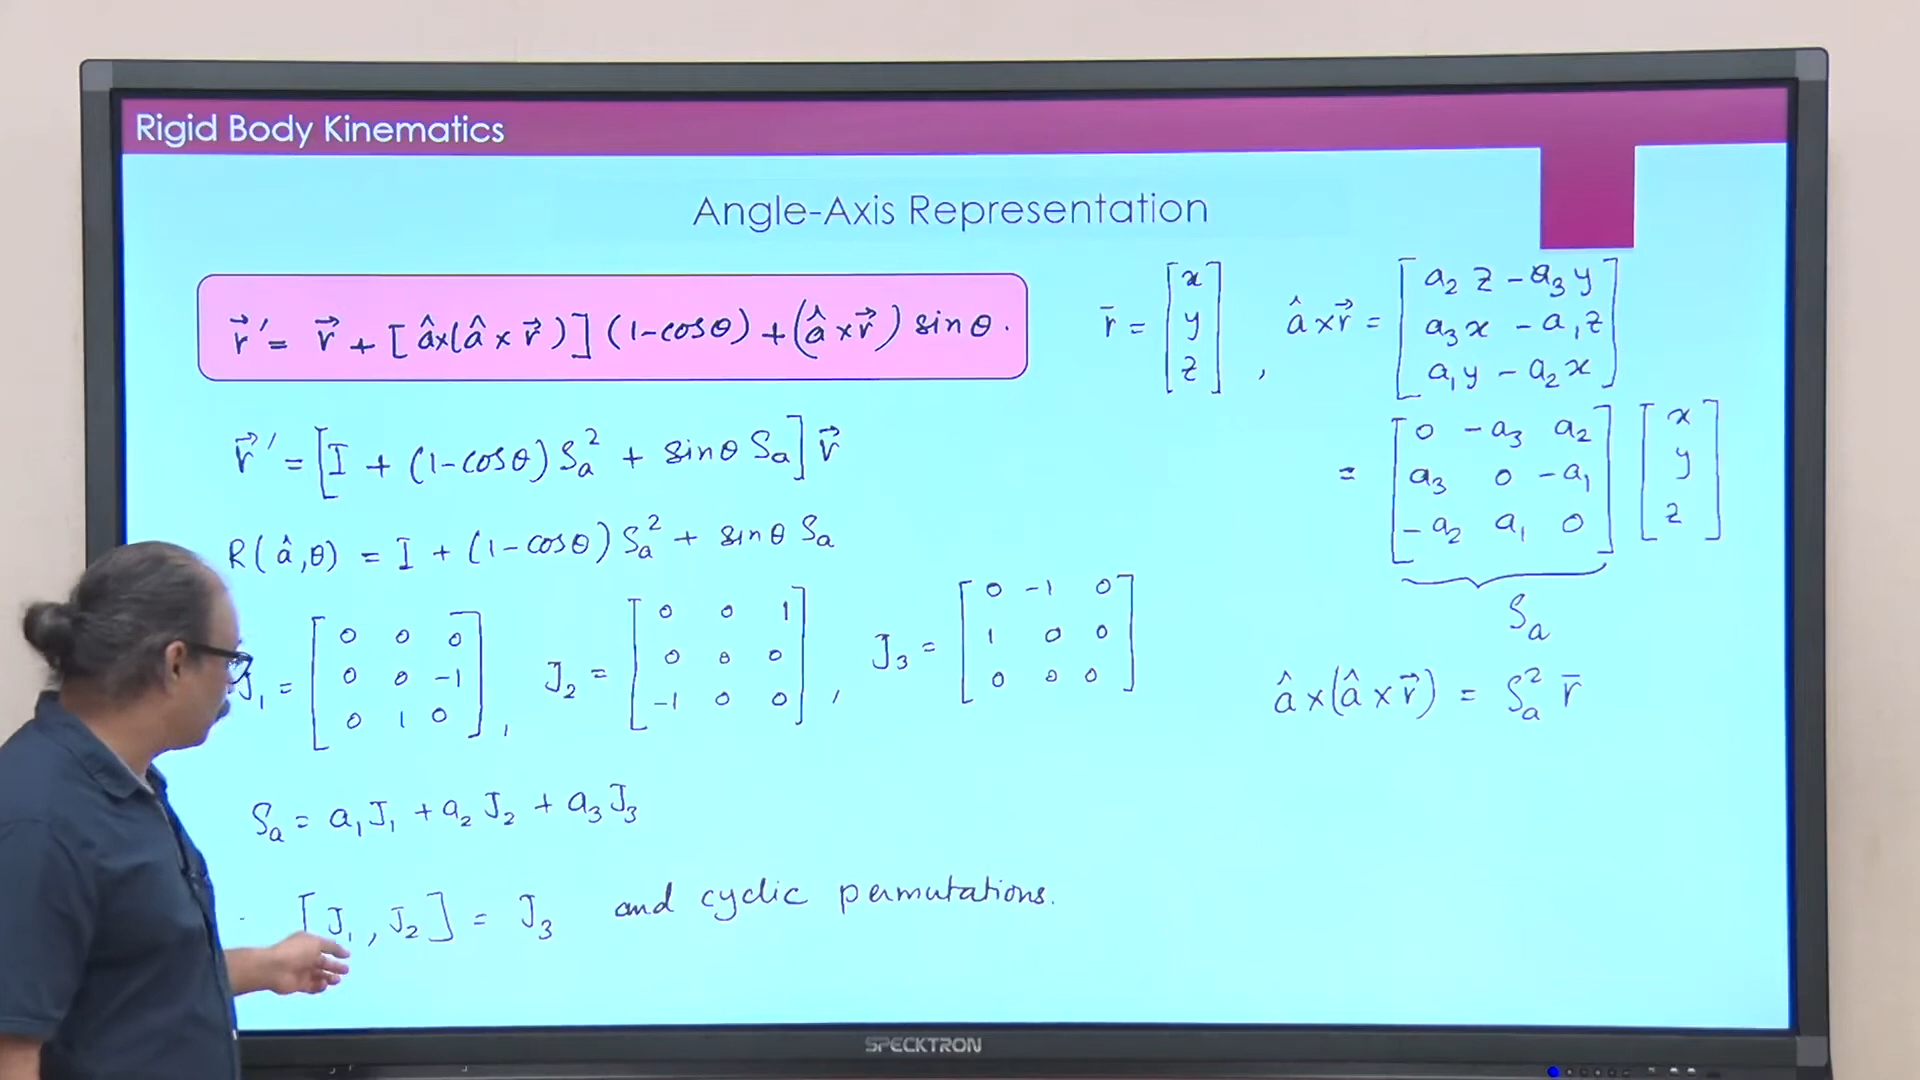 Rigid Body Kinematics
Angle-Axis Representation
r⃗′ = r⃗ + [â×(â × r⃗)] (1-cosθ) + (â × r⃗) sinθ.
r⃗′ = [I + (1-cosθ) Sₐ² + sinθ Sₐ] r⃗
R(â,θ) = I + (1-cosθ) Sₐ² + sinθ Sₐ
J₁ = [0 0 0; 0 0 -1; 0 1 0], J₂ = [0 0 1; 0 0 0; -1 0 0], J₃ = [0 -1 0; 1 0 0; 0 0 0]
Sₐ = a₁J₁ + a₂J₂ + a₃J₃
[J₁, J₂] = J₃ and cyclic permutations.
r̄ = [x; y; z], â×r⃗ = [a₂z - a₃y; a₃x - a₁z; a₁y - a₂x]
= [0 -a₃ a₂; a₃ 0 -a₁; -a₂ a₁ 0] [x; y; z]
Sₐ
â×(â×r⃗) = Sₐ² r̄
SPECKTRON